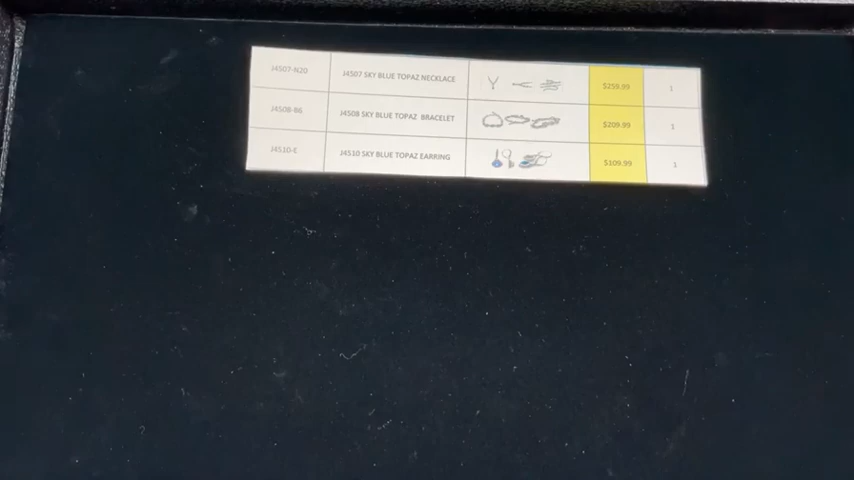 J4507-N20 J4507 SKY BLUE TOPAZ NECKLACE $259.99 1
J4508-B6 J4508 SKY BLUE TOPAZ BRACELET $209.99 1
J4510-E J4510 SKY BLUE TOPAZ EARRING $109.99 1